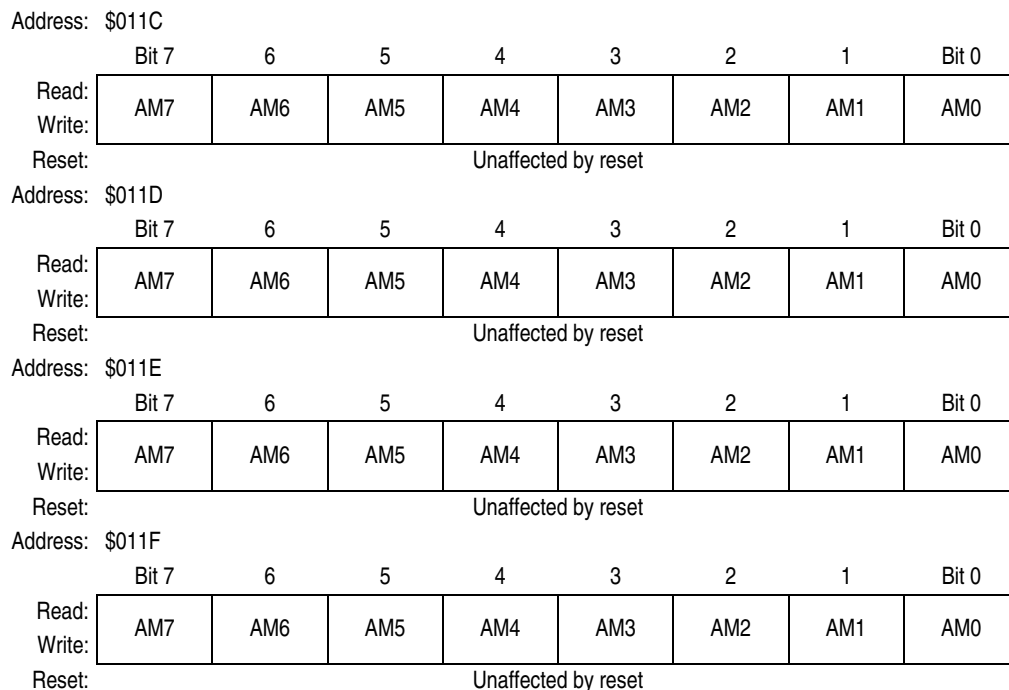 Address: $011C
Bit 7 6 5 4 3 2 1 Bit 0
Read:
AM7 AM6 AM5 AM4 AM3 AM2 AM1 AM0
Write:
Reset: Unaffected by reset
Address: $011D
Bit 7 6 5 4 3 2 1 Bit 0
Read:
AM7 AM6 AM5 AM4 AM3 AM2 AM1 AM0
Write:
Reset: Unaffected by reset
Address: $011E
Bit 7 6 5 4 3 2 1 Bit 0
Read:
AM7 AM6 AM5 AM4 AM3 AM2 AM1 AM0
Write:
Reset: Unaffected by reset
Address: $011F
Bit 7 6 5 4 3 2 1 Bit 0
Read:
AM7 AM6 AM5 AM4 AM3 AM2 AM1 AM0
Write:
Reset: Unaffected by reset